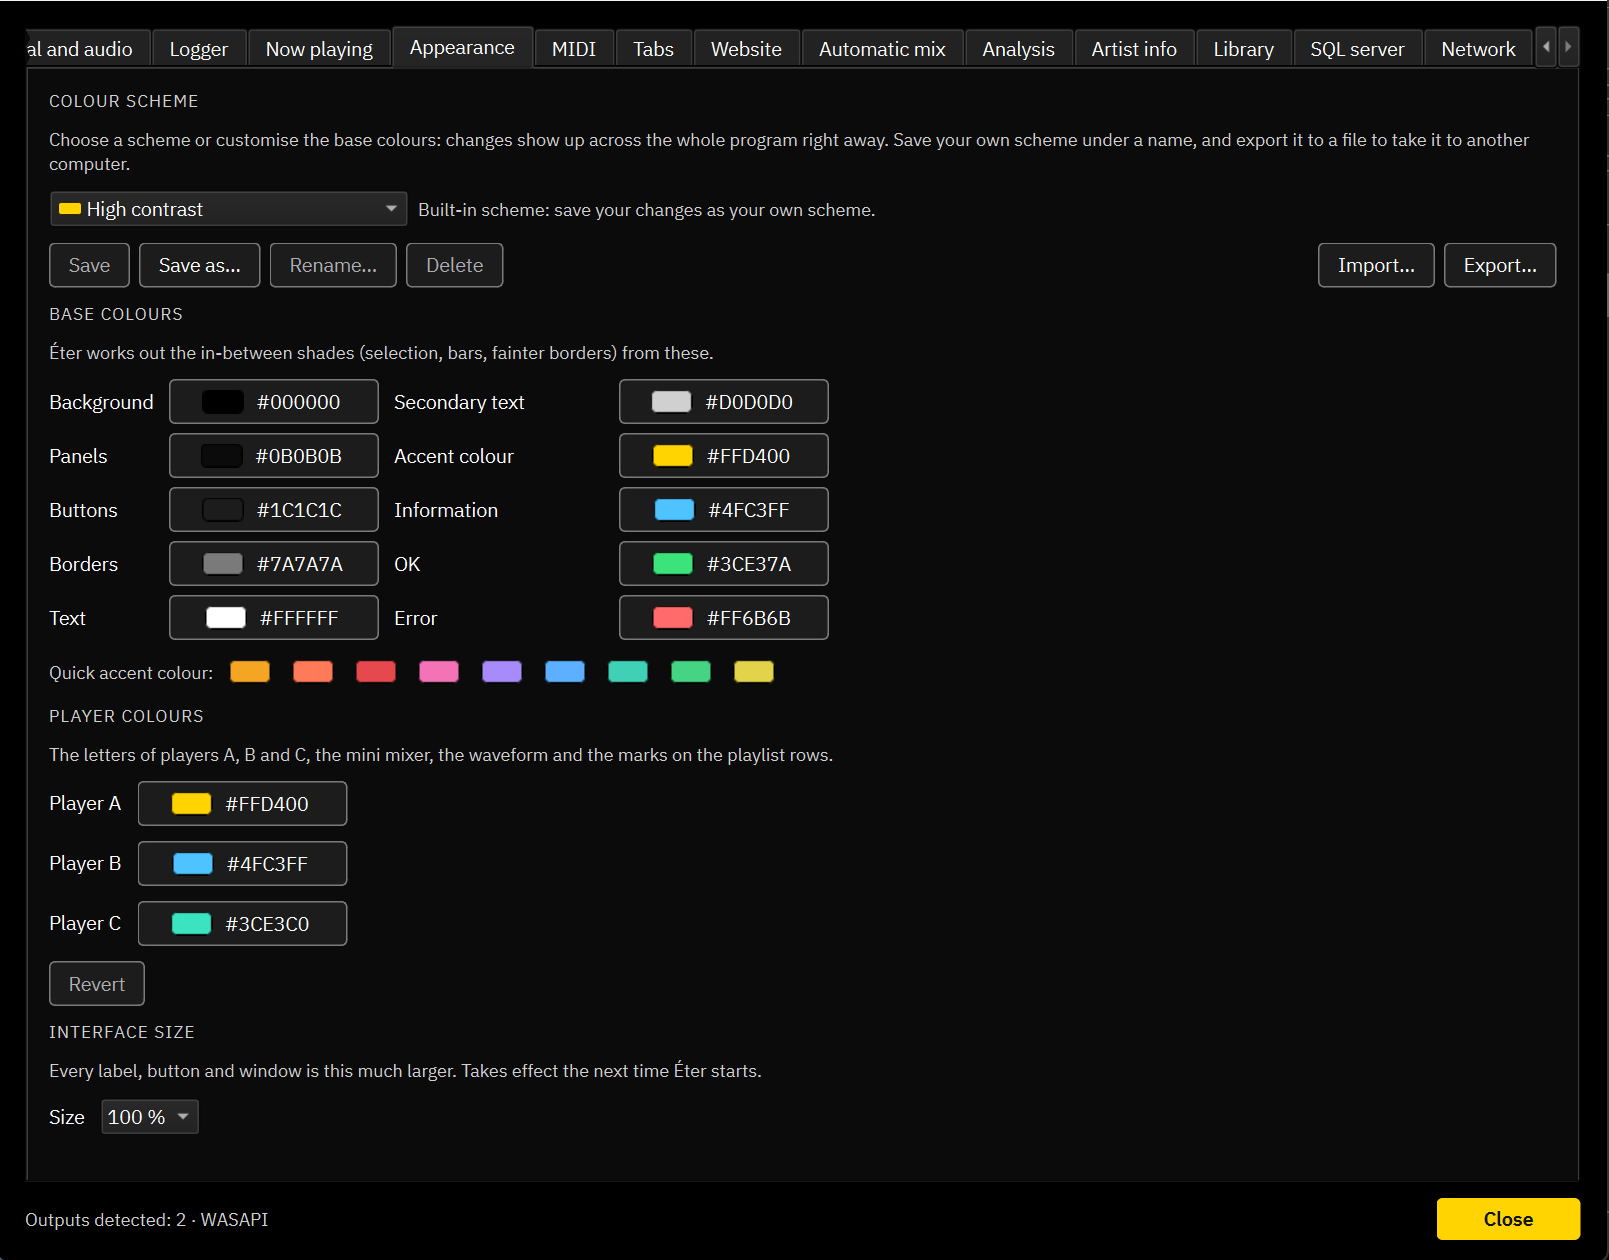 al and audio Logger Now playing Appearance MIDI Tabs Website Automatic mix Analysis Artist info Library SQL server Network
COLOUR SCHEME
Choose a scheme or customise the base colours: changes show up across the whole program right away. Save your own scheme under a name, and export it to a file to take it to another
computer.
High contrast Built-in scheme: save your changes as your own scheme.
Save Save as... Rename... Delete Import... Export...
BASE COLOURS
Éter works out the in-between shades (selection, bars, fainter borders) from these.
Background #000000 Secondary text #D0D0D0
Panels #0B0B0B Accent colour #FFD400
Buttons #1C1C1C Information #4FC3FF
Borders #7A7A7A OK #3CE37A
Text #FFFFFF Error #FF6B6B
Quick accent colour:
PLAYER COLOURS
The letters of players A, B and C, the mini mixer, the waveform and the marks on the playlist rows.
Player A #FFD400
Player B #4FC3FF
Player C #3CE3C0
Revert
INTERFACE SIZE
Every label, button and window is this much larger. Takes effect the next time Éter starts.
Size 100 %
Outputs detected: 2 · WASAPI Close